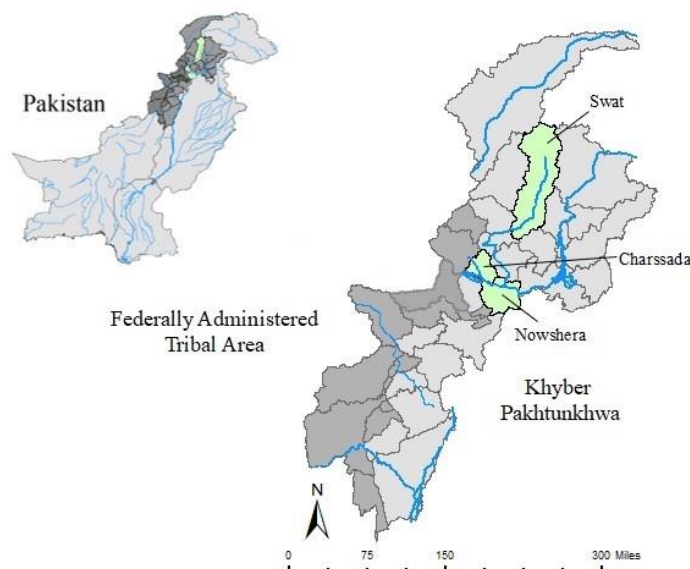 Pakistan
Swat
Charssada
Federally Administered
Tribal Area
Nowshera
Khyber
Pakhtunkhwa
N
0 75 150 300 Miles